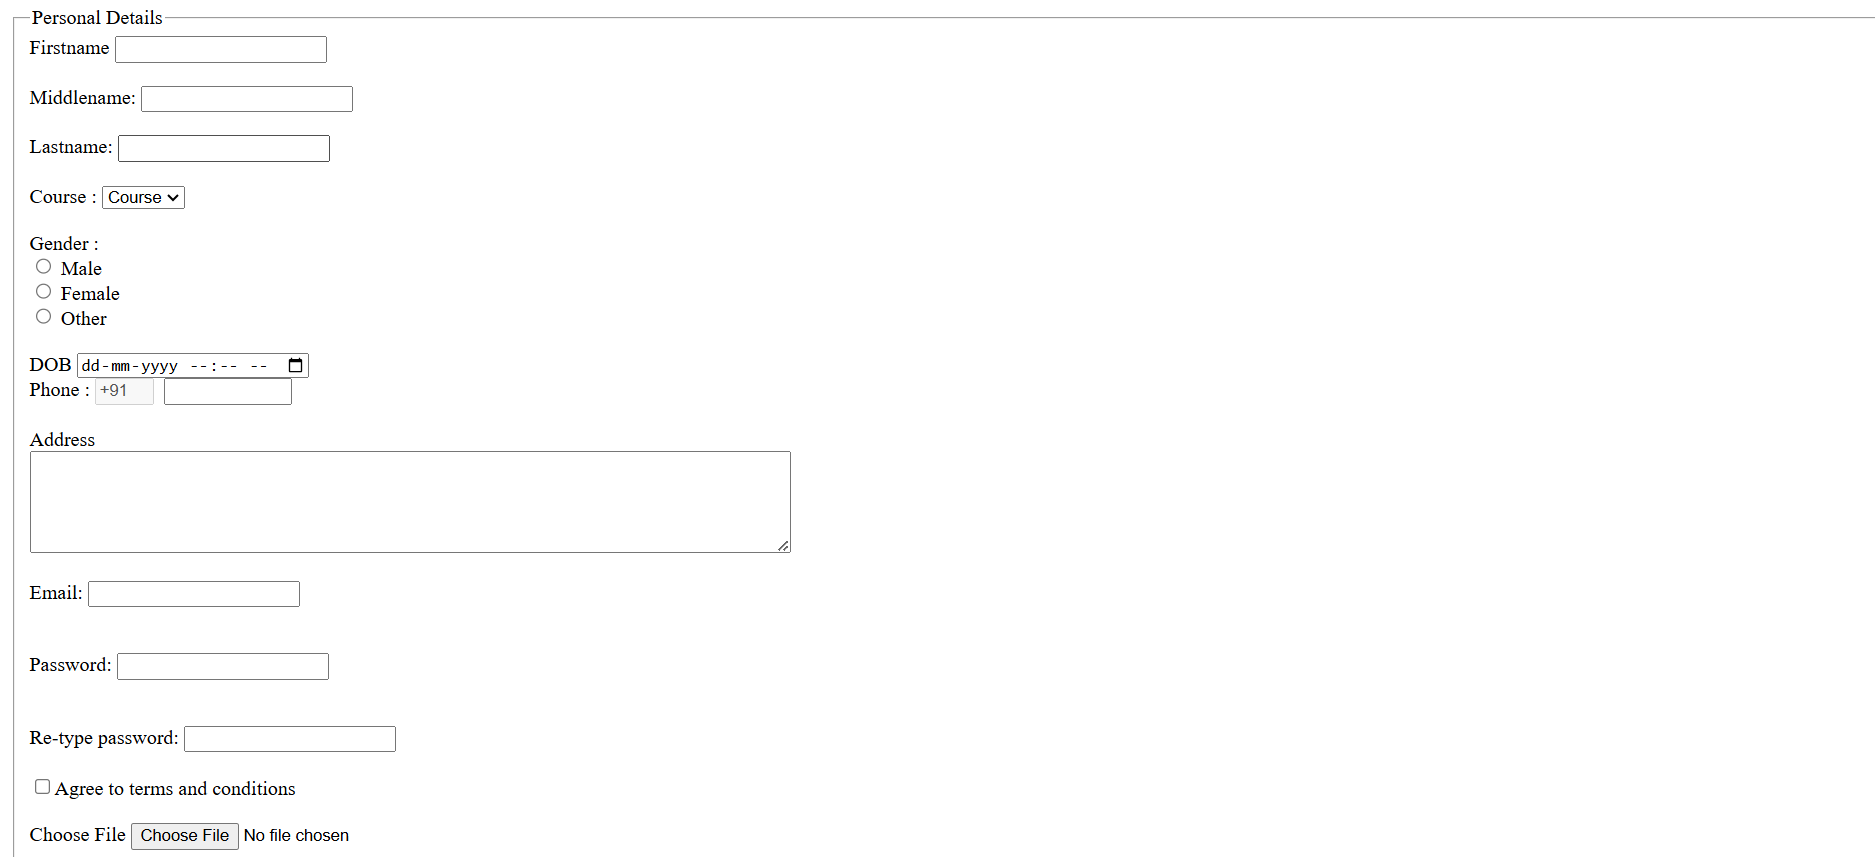 Personal Details
Firstname
Middlename:
Lastname:
Course : Course
Gender :
Male
Female
Other
DOB dd-mm-yyyy --:-- --
Phone : +91
Address
Email:
Password:
Re-type password:
Agree to terms and conditions
Choose File Choose File No file chosen